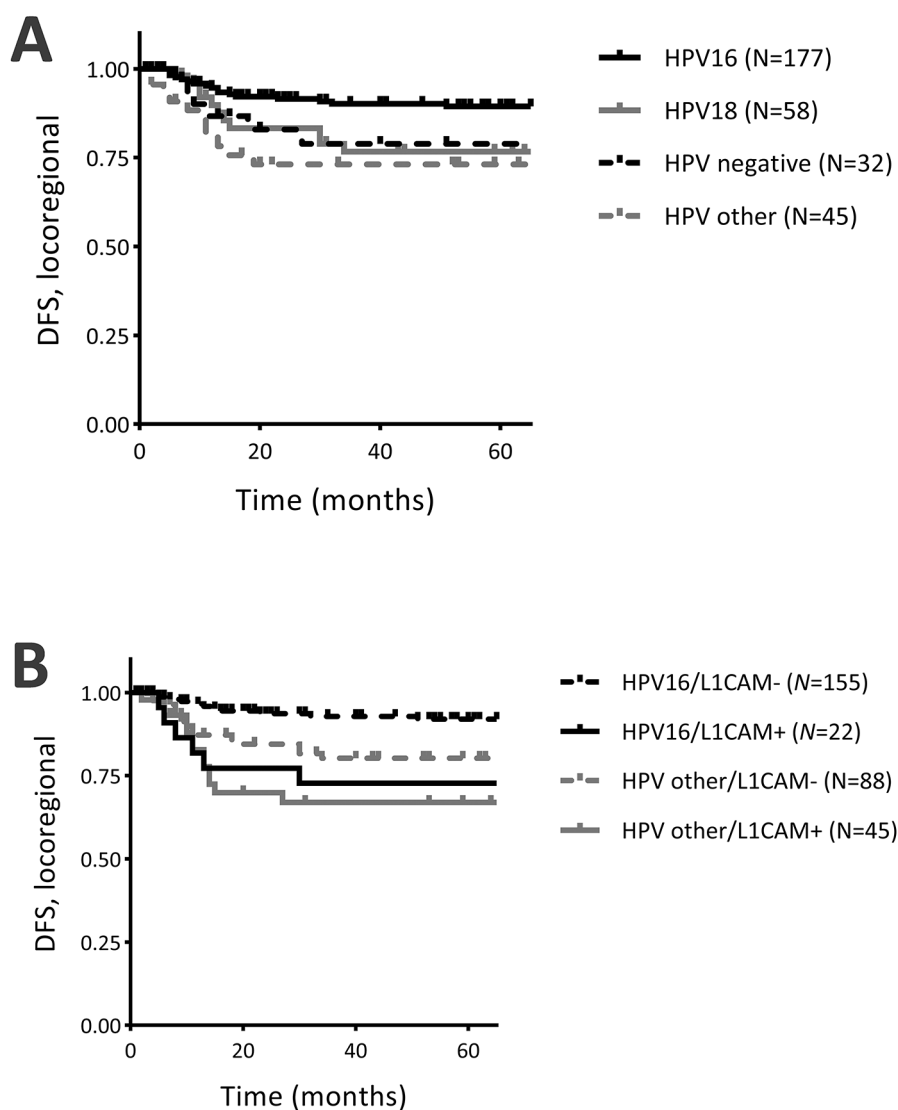 A
DFS, locoregional
1.00
0.75
0.50
0.25
0.00
0 20 40 60
Time (months)
HPV16 (N=177)
HPV18 (N=58)
HPV negative (N=32)
HPV other (N=45)
B
DFS, locoregional
1.00
0.75
0.50
0.25
0.00
0 20 40 60
Time (months)
HPV16/L1CAM- (N=155)
HPV16/L1CAM+ (N=22)
HPV other/L1CAM- (N=88)
HPV other/L1CAM+ (N=45)